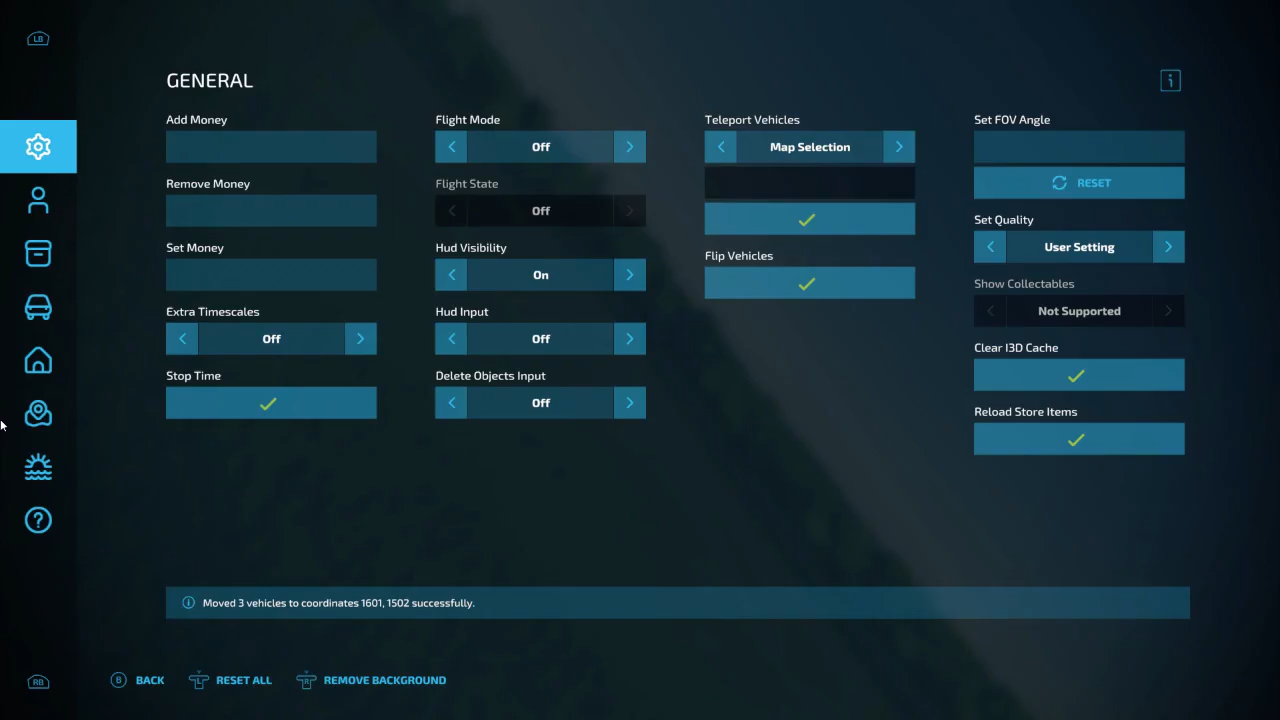 LB
GENERAL
Add Money
Remove Money
Set Money
Extra Timescales
Off
Stop Time
Flight Mode
Off
Flight State
Off
Hud Visibility
On
Hud Input
Off
Delete Objects Input
Off
Teleport Vehicles
Map Selection
Flip Vehicles
Set FOV Angle
RESET
Set Quality
User Setting
Show Collectables
Not Supported
Clear I3D Cache
Reload Store Items
Moved 3 vehicles to coordinates 1601, 1502 successfully.
RB
B BACK
L RESET ALL
R REMOVE BACKGROUND